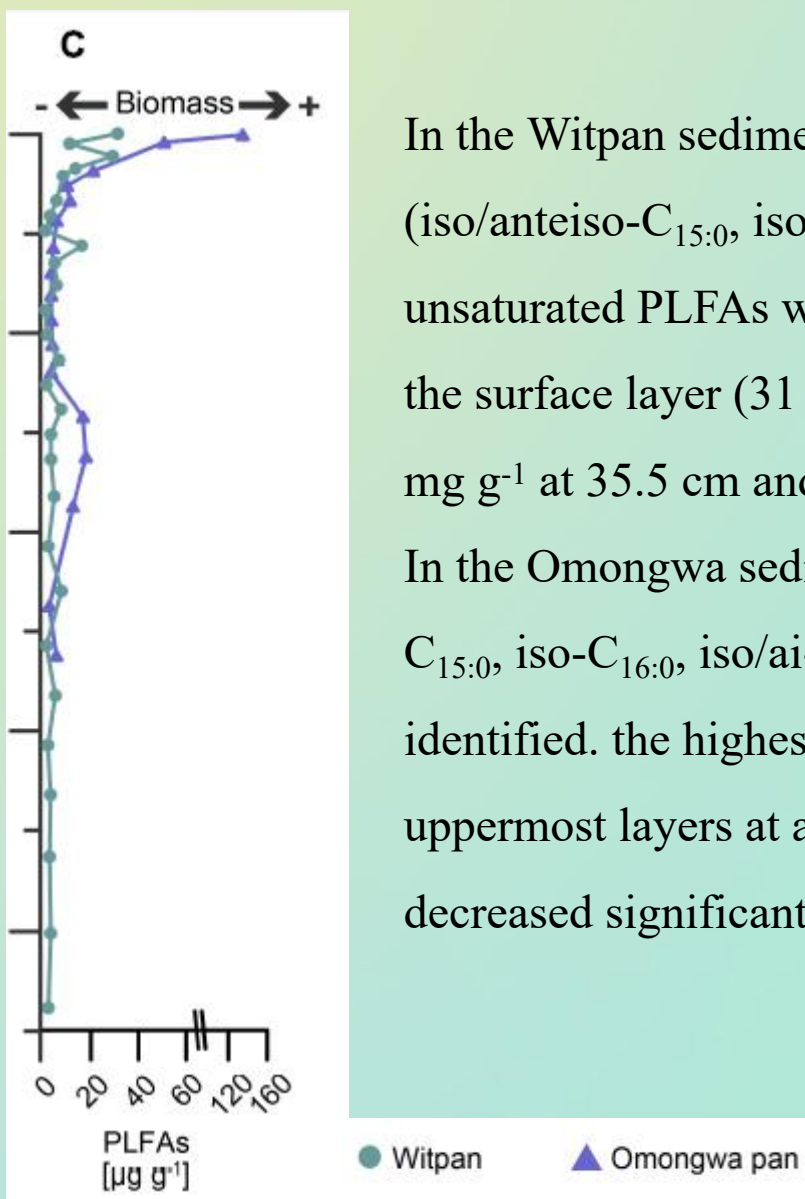 C
- Biomass +
In the Witpan sedime
(iso/anteiso-C15:0, iso
unsaturated PLFAs w
the surface layer (31
mg g-1 at 35.5 cm and
In the Omongwa sedi
C15:0, iso-C16:0, iso/ai-
identified. the highes
uppermost layers at a
decreased significant
0 20 40 60 120 160
PLFAs
[µg g-1]
Witpan Omongwa pan